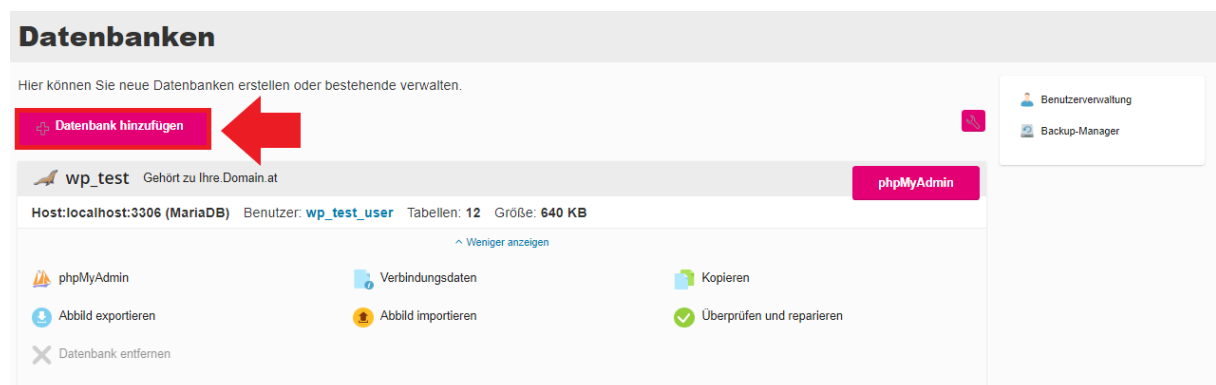 Datenbanken
Hier können Sie neue Datenbanken erstellen oder bestehende verwalten.
Datenbank hinzufügen
Benutzerverwaltung
Backup-Manager
wp_test Gehört zu Ihre.Domain.at
phpMyAdmin
Host:localhost:3306 (MariaDB) Benutzer: wp_test_user Tabellen: 12 Größe: 640 KB
Weniger anzeigen
phpMyAdmin Verbindungsdaten Kopieren
Abbild exportieren Abbild importieren Überprüfen und reparieren
Datenbank entfernen